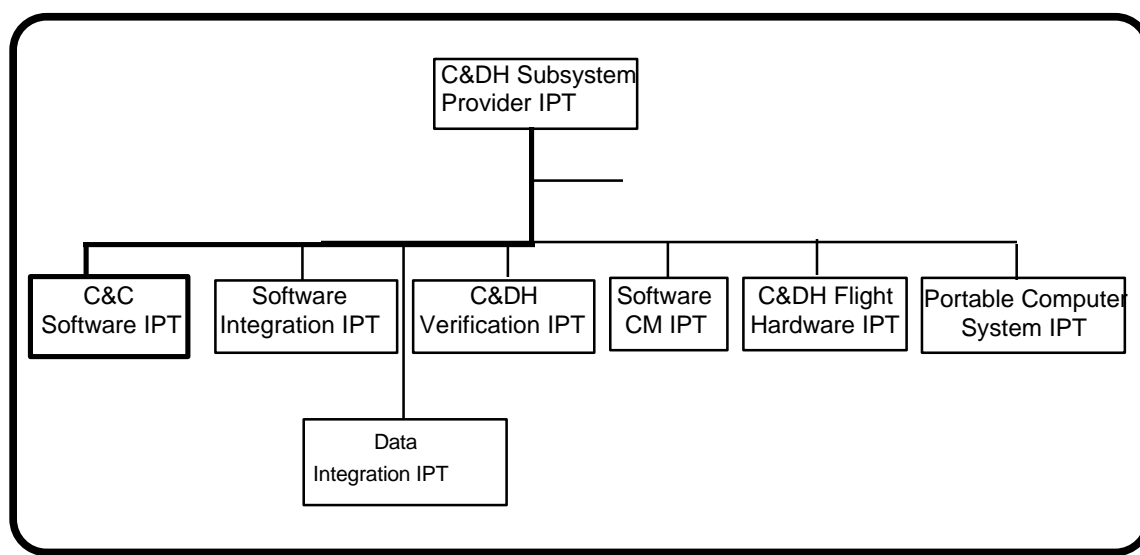 C&DH Subsystem
Provider IPT
C&C
Software IPT
Software
Integration IPT
C&DH
Verification IPT
Software
CM IPT
C&DH Flight
Hardware IPT
Portable Computer
System IPT
Data
Integration IPT